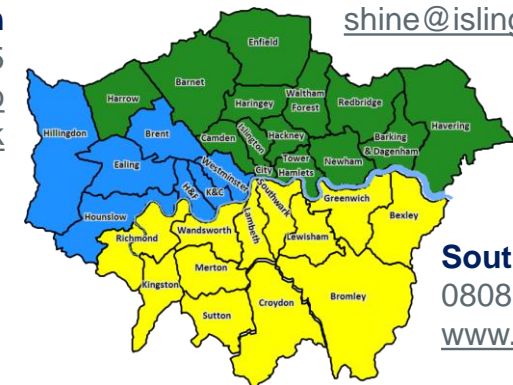 shine@isling
Enfield
Barnet
Harrow
Haringey
Waltham
Forest
Redbridge
Havering
Hillingdon
Brent
Camden
Islington
Hackney
Barking
& Dagenham
Ealing
Westminster
City
Tower
Hamlets
Newham
H&F
K&C
Hounslow
Southwark
Greenwich
Bexley
Richmond
Wandsworth
Lambeth
Lewisham
Merton
Kingston
Sutton
Croydon
Bromley
Sout
0808
www.